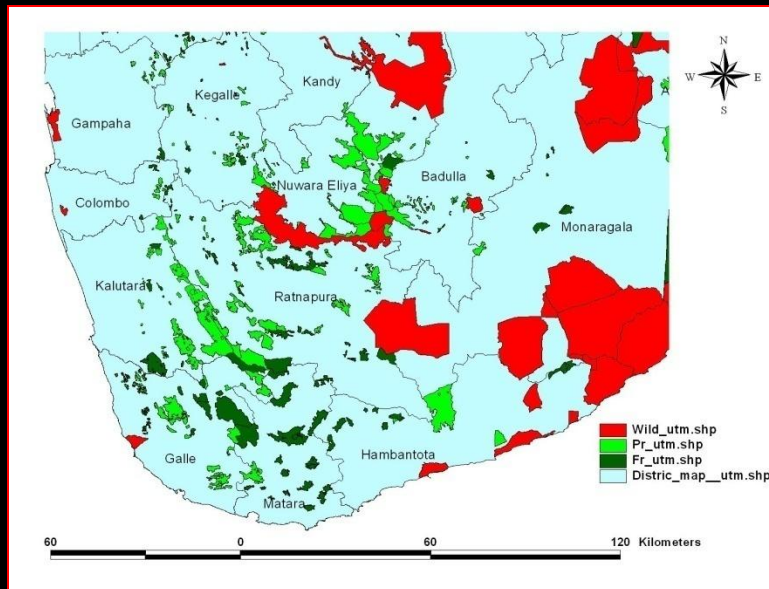 N
W E
S
Kandy
Kegalle
Gampaha
Nuwara Eliya
Badulla
Colombo
Monaragala
Kalutara
Ratnapura
Galle
Hambantota
Matara
Wild_utm.shp
Pr_utm.shp
Fr_utm.shp
Distric_map__utm.shp
60 0 60 120 Kilometers